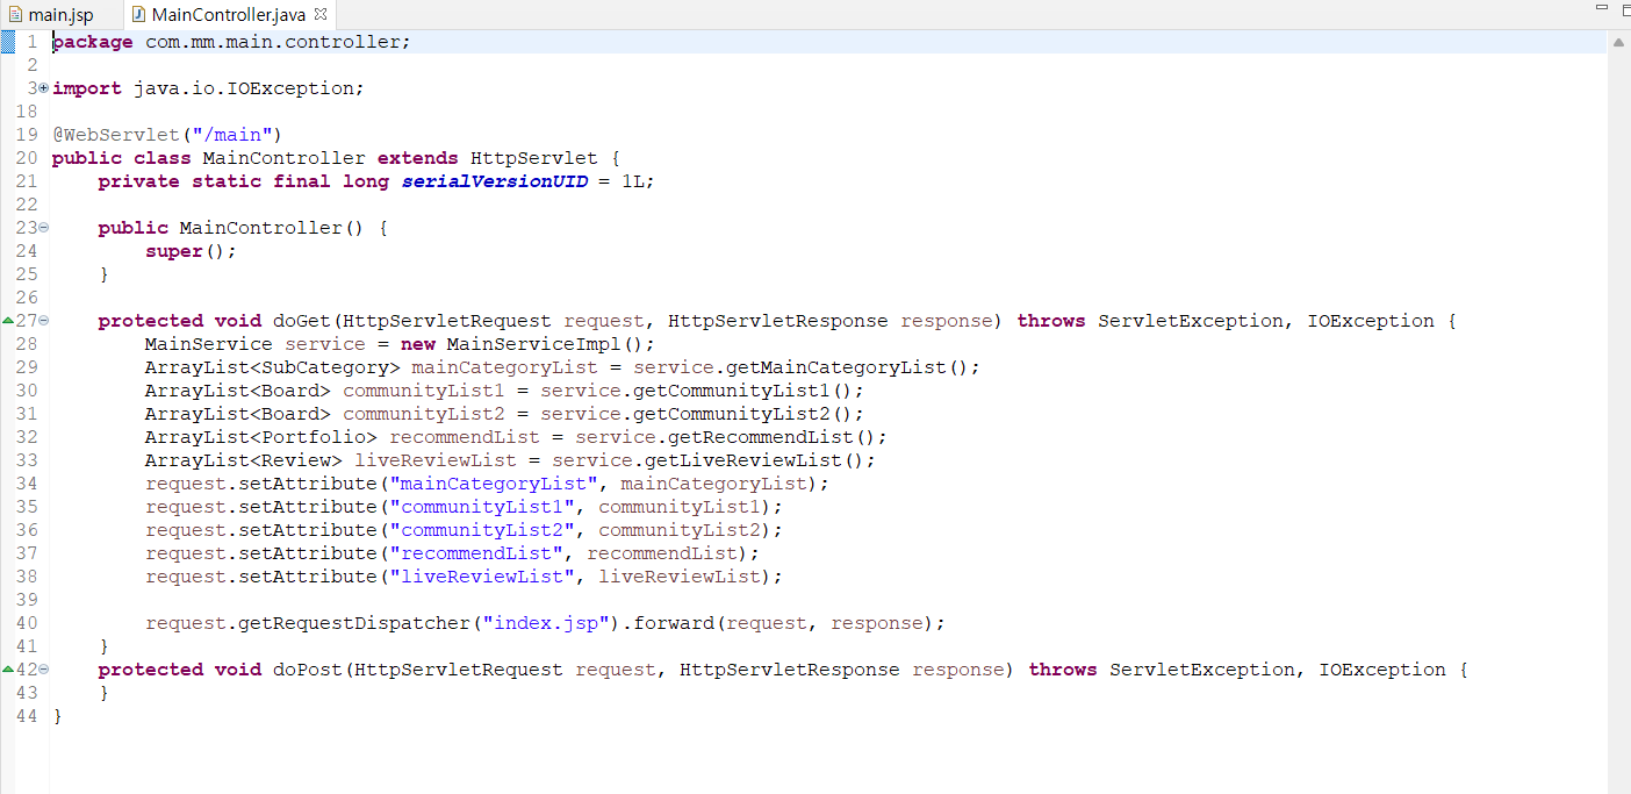 main.jsp MainController.java
1 package com.mm.main.controller;
2
3 import java.io.IOException;
18
19 @WebServlet("/main")
20 public class MainController extends HttpServlet {
21     private static final long serialVersionUID = 1L;
22
23     public MainController() {
24         super();
25     }
26
27     protected void doGet(HttpServletRequest request, HttpServletResponse response) throws ServletException, IOException {
28         MainService service = new MainServiceImpl();
29         ArrayList<SubCategory> mainCategoryList = service.getMainCategoryList();
30         ArrayList<Board> communityList1 = service.getCommunityList1();
31         ArrayList<Board> communityList2 = service.getCommunityList2();
32         ArrayList<Portfolio> recommendList = service.getRecommendList();
33         ArrayList<Review> liveReviewList = service.getLiveReviewList();
34         request.setAttribute("mainCategoryList", mainCategoryList);
35         request.setAttribute("communityList1", communityList1);
36         request.setAttribute("communityList2", communityList2);
37         request.setAttribute("recommendList", recommendList);
38         request.setAttribute("liveReviewList", liveReviewList);
39
40         request.getRequestDispatcher("index.jsp").forward(request, response);
41     }
42     protected void doPost(HttpServletRequest request, HttpServletResponse response) throws ServletException, IOException {
43     }
44 }